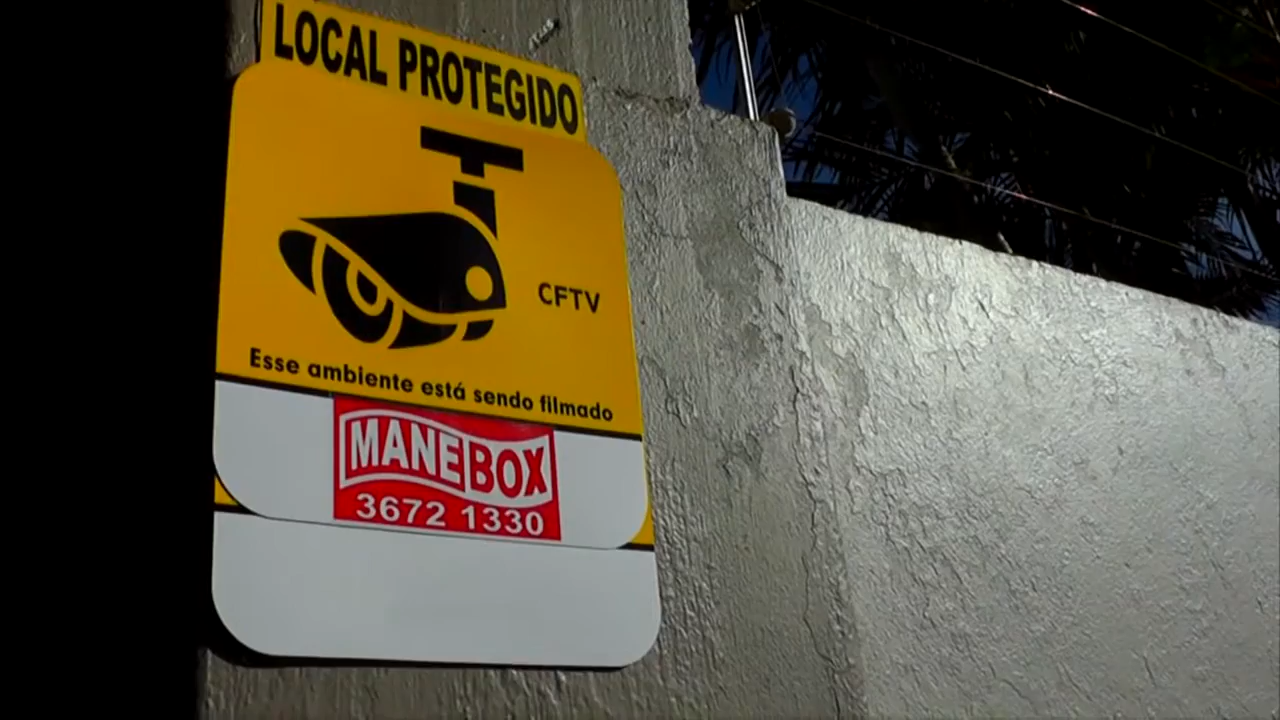 LOCAL PROTEGIDO
CFTV
Esse ambiente está sendo filmado
MANEBOX
3672 1330